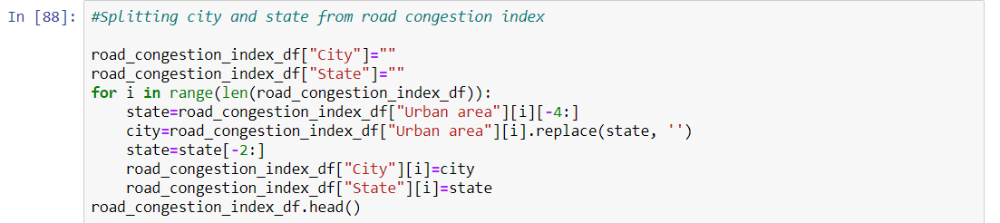 In [88]: #Splitting city and state from road congestion index
road_congestion_index_df["City"]=""
road_congestion_index_df["State"]=""
for i in range(len(road_congestion_index_df)):
    state=road_congestion_index_df["Urban area"][i][-4:]
    city=road_congestion_index_df["Urban area"][i].replace(state, '')
    state=state[-2:]
    road_congestion_index_df["City"][i]=city
    road_congestion_index_df["State"][i]=state
road_congestion_index_df.head()